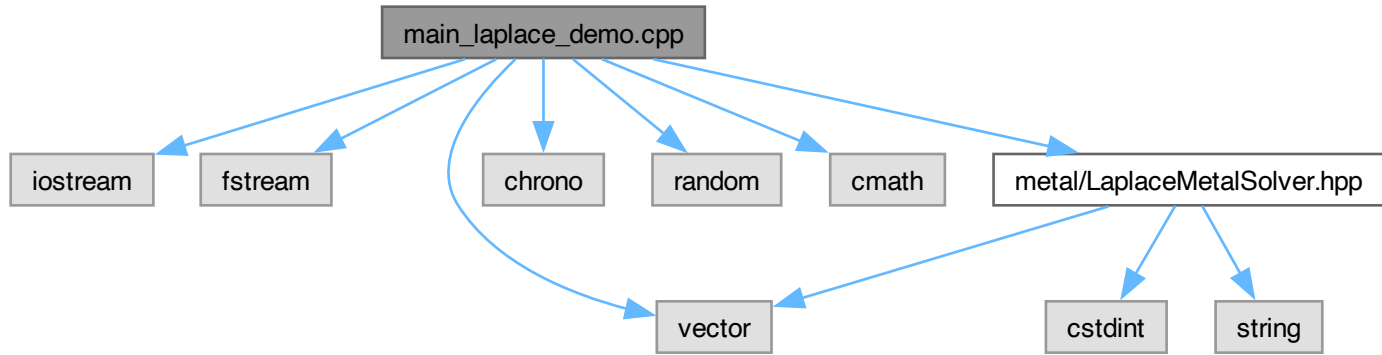 main_laplace_demo.cpp
iostream
fstream
chrono
random
cmath
metal/LaplaceMetalSolver.hpp
vector
cstdint
string